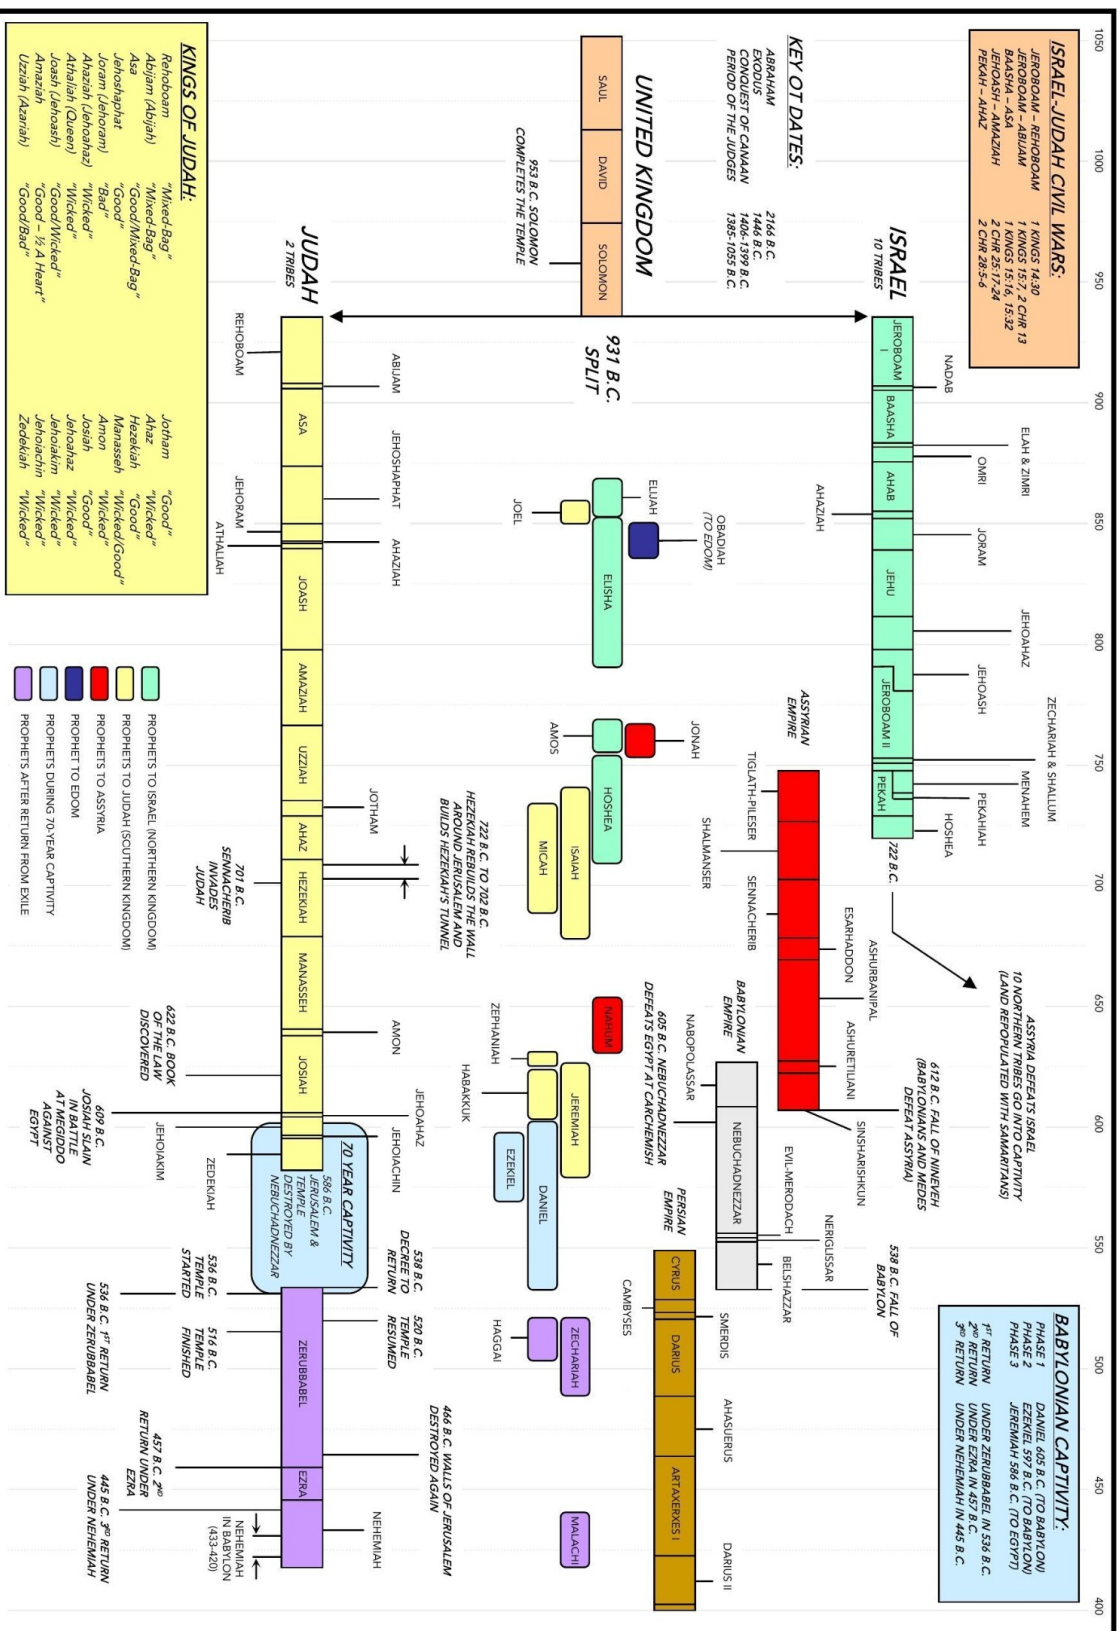 1050
1000
950
900
850
800
750
700
650
600
550
500
450
400
ISRAEL-JUDAH CIVIL WARS:
JEROBOAM – REHOBOAM 1 KINGS 14:30
JEROBOAM – ABIJAM 1 KINGS 15:7, 2 CHR 13
BAASHA – ASA 1 KINGS 15:16, 15:32
JEHOASH – AMAZIAH 2 CHR 25:17-24
PEKAH – AHAZ 2 CHR 28:5-6
BABYLONIAN CAPTIVITY:
PHASE 1 DANIEL 605 B.C. (TO BABYLON)
PHASE 2 EZEKIEL 597 B.C. (TO BABYLON)
PHASE 3 JEREMIAH 586 B.C. (TO EGYPT)
1ST RETURN UNDER ZERUBBABEL IN 536 B.C.
2ND RETURN UNDER EZRA IN 457 B.C.
3RD RETURN UNDER NEHEMIAH IN 445 B.C.
ISRAEL
10 TRIBES
NADAB
ELAH & ZIMRI
OMRI
JORAM
JEHOAHAZ
JEHOASH
ZECHARIAH & SHALLUM
MENAHEM
PEKAHIAH
HOSHEA
JEROBOAM I
BAASHA
AHAB
JEHU
JEROBOAM II
PEKAH
722 B.C.
AHAZIAH
ASSYRIA DEFEATS ISRAEL
10 NORTHERN TRIBES GO INTO CAPTIVITY
(LAND REPOPULATED WITH SAMARITANS)
KEY OT DATES:
ABRAHAM 2166 B.C.
EXODUS 1446 B.C.
CONQUEST OF CANAAN 1406-1399 B.C.
PERIOD OF THE JUDGES 1385-1055 B.C.
ASSYRIAN
EMPIRE
ESARHADDON
ASHURBANIPAL
ASHURETILIANI
SINSHARISHKUN
612 B.C. FALL OF NINEVEH
(BABYLONIANS AND MEDES
DEFEAT ASSYRIA)
TIGLATH-PILESER
SHALMANSER
SENNACHERIB
BABYLONIAN
EMPIRE
EVIL-MERODACH
NERIGLISSAR
BELSHAZZAR
538 B.C. FALL OF
BABYLON
NEBUCHADNEZZAR
NABOPOLASSAR
605 B.C. NEBUCHADNEZZAR
DEFEATS EGYPT AT CARCHEMISH
PERSIAN
EMPIRE
SMERDIS
AHASUERUS
DARIUS II
CYRUS
DARIUS
ARTAXERXES I
CAMBYSES
UNITED KINGDOM
SAUL
DAVID
SOLOMON
953 B.C. SOLOMON
COMPLETES THE TEMPLE
931 B.C.
SPLIT
OBADIAH
(TO EDOM)
ELIJAH
JONAH
ELISHA
JOEL
AMOS
HOSEA
ISAIAH
MICAH
NAHUM
ZEPHANIAH
HABAKKUK
JEREMIAH
DANIEL
EZEKIEL
ZECHARIAH
HAGGAI
MALACHI
722 B.C. TO 702 B.C.
HEZEKIAH REBUILDS THE WALL
AROUND JERUSALEM AND
BUILDS HEZEKIAH'S TUNNEL
JUDAH
2 TRIBES
ABIJAM
JEHOSHAPHAT
AHAZIAH
JOTHAM
AMON
JEHOAHAZ
JEHOIACHIN
538 B.C.
DECREE TO
RETURN
520 B.C.
TEMPLE
RESUMED
466 B.C. WALLS OF JERUSALEM
DESTROYED AGAIN
NEHEMIAH
ASA
JOASH
AMAZIAH
UZZIAH
AHAZ
HEZEKIAH
MANASSEH
JOSIAH
70 YEAR CAPTIVITY
586 B.C.
JERUSALEM &
TEMPLE
DESTROYED BY
NEBUCHADNEZZAR
ZERUBBABEL
EZRA
REHOBOAM
JEHORAM
ATHALIAH
701 B.C.
SENNACHERIB
INVADES
JUDAH
622 B.C. BOOK
OF THE LAW
DISCOVERED
609 B.C.
JOSIAH SLAIN
IN BATTLE
AT MEGIDDO
AGAINST
EGYPT
JEHOIAKIM
ZEDEKIAH
536 B.C.
TEMPLE
STARTED
516 B.C.
TEMPLE
FINISHED
536 B.C. 1ST RETURN
UNDER ZERUBBABEL
457 B.C. 2ND
RETURN UNDER
EZRA
445 B.C. 3RD RETURN
UNDER NEHEMIAH
NEHEMIAH
IN BABYLON
(433-420)
KINGS OF JUDAH:
Rehoboam "Mixed-Bag" Jotham "Good"
Abijam (Abijah) "Mixed-Bag" Ahaz "Wicked"
Asa "Good/Mixed-Bag" Hezekiah "Good"
Jehoshaphat "Good" Manasseh "Wicked/Good"
Joram (Jehoram) "Bad" Amon "Wicked"
Ahaziah (Jehoahaz) "Wicked" Josiah "Good"
Athaliah (Queen) "Wicked" Jehoahaz "Wicked"
Joash (Jehoash) "Good/Wicked" Jehoiakim "Wicked"
Amaziah "Good – ½ A Heart" Jehoiachin "Wicked"
Uzziah (Azariah) "Good/Bad" Zedekiah "Wicked"
PROPHETS TO ISRAEL (NORTHERN KINGDOM)
PROPHETS TO JUDAH (SOUTHERN KINGDOM)
PROPHETS TO ASSYRIA
PROPHET TO EDOM
PROPHETS DURING 70-YEAR CAPTIVITY
PROPHETS AFTER RETURN FROM EXILE